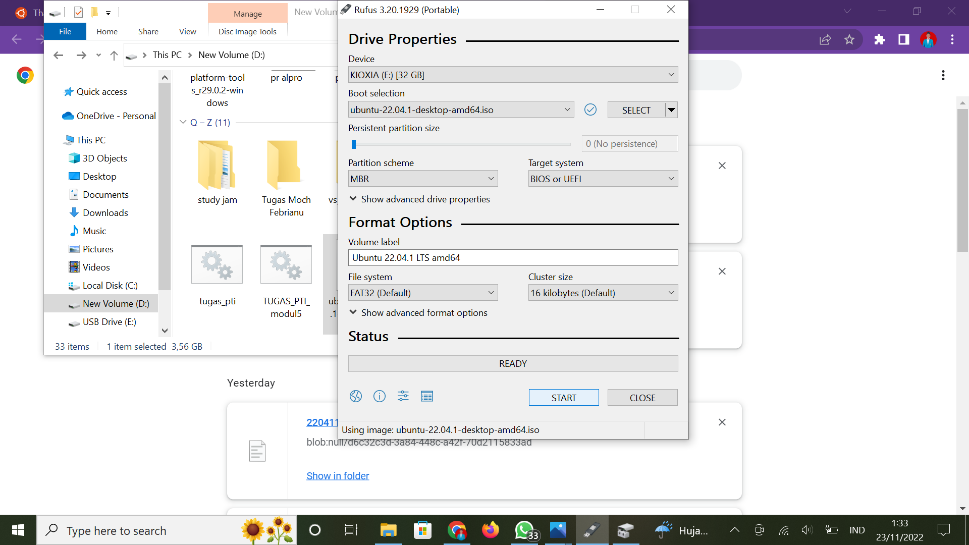 Th
Manage
New Volun
File
Home
Share
View
Disc Image Tools
This PC
New Volume (D:)
Quick access
OneDrive - Personal
This PC
3D Objects
Desktop
Documents
Downloads
Music
Pictures
Videos
Local Disk (C:)
New Volume (D:)
USB Drive (E:)
platform-tool
s_r29.0.2-win
dows
pr alpro
Q – Z (11)
study jam
Tugas Moch
Febrianu
vs
tugas_pti
TUGAS_PTI_
modul5
ub
.1
33 items
1 item selected 3,56 GB
Rufus 3.20.1929 (Portable)
Drive Properties
Device
KIOXIA (E:) [32 GB]
Boot selection
ubuntu-22.04.1-desktop-amd64.iso
SELECT
Persistent partition size
0 (No persistence)
Partition scheme
Target system
MBR
BIOS or UEFI
Show advanced drive properties
Format Options
Volume label
Ubuntu 22.04.1 LTS amd64
File system
Cluster size
FAT32 (Default)
16 kilobytes (Default)
Show advanced format options
Status
READY
START
CLOSE
Using image: ubuntu-22.04.1-desktop-amd64.iso
Yesterday
220411
blob:null/d6c32c3d-3a84-448c-a42f-70d2115833ad
Show in folder
Type here to search
33
Huja...
IND
1:33
23/11/2022